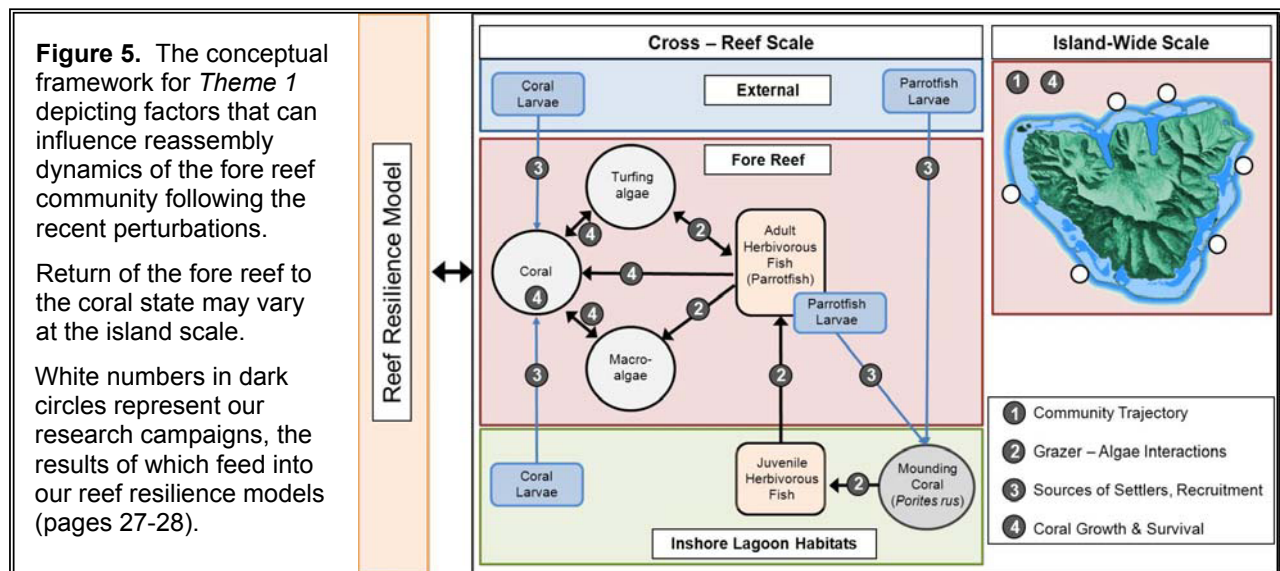 Figure 5. The conceptual
framework for Theme 1
depicting factors that can
influence reassembly
dynamics of the fore reef
community following the
recent perturbations.
Return of the fore reef to
the coral state may vary
at the island scale.
White numbers in dark
circles represent our
research campaigns, the
results of which feed into
our reef resilience models
(pages 27-28).
Reef Resilience Model
Cross – Reef Scale
Coral
Larvae
External
Parrotfish
Larvae
3
3
Fore Reef
Turfing
algae
4
2
Coral
4
4
Adult
Herbivorous
Fish
(Parrotfish)
4
2
Parrotfish
Larvae
Macro-
algae
3
2
3
Coral
Larvae
Juvenile
Herbivorous
Fish
2
Mounding
Coral
(Porites rus)
Inshore Lagoon Habitats
Island-Wide Scale
1 4
1 Community Trajectory
2 Grazer – Algae Interactions
3 Sources of Settlers, Recruitment
4 Coral Growth & Survival